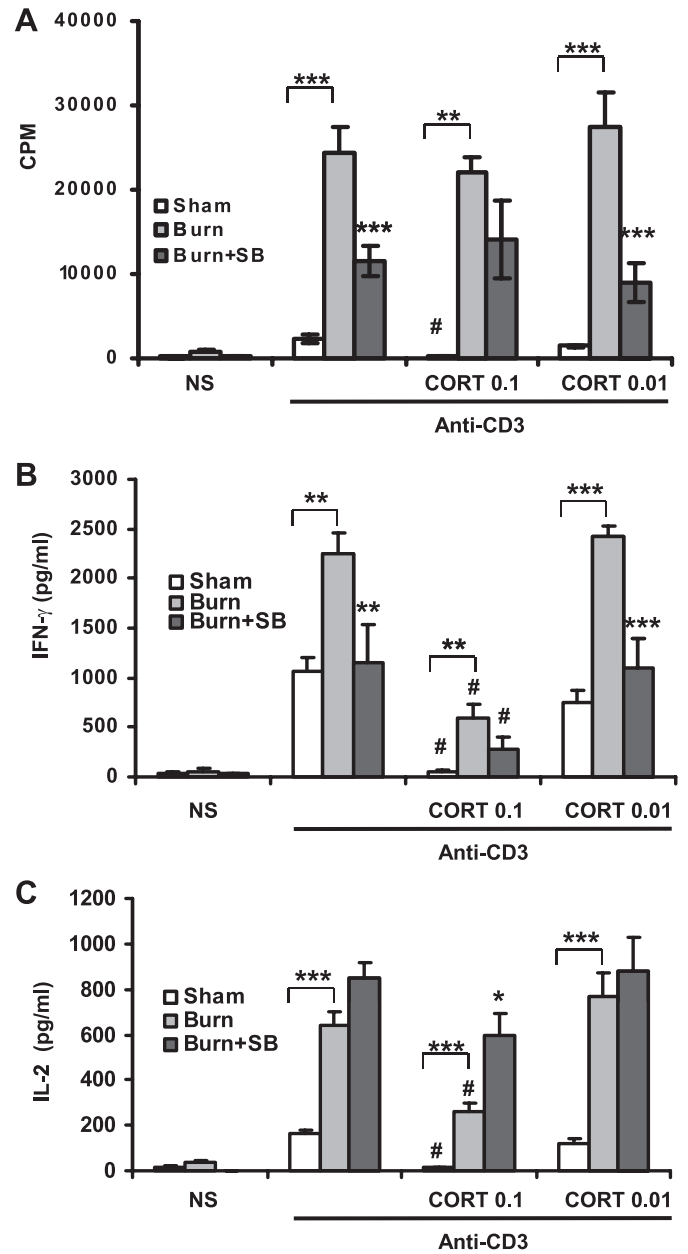 A
40000
***
***
**
30000
CPM
20000
Sham
Burn
Burn+SB
***
***
10000
#
0
NS
CORT 0.1
CORT 0.01
Anti-CD3
B
3000
**
***
2500
IFN-γ (pg/ml)
2000
Sham
Burn
Burn+SB
**
***
1500
**
1000
#
#
#
500
0
NS
CORT 0.1
CORT 0.01
Anti-CD3
C
1200
1000
***
***
IL-2 (pg/ml)
800
Sham
Burn
Burn+SB
*
600
***
400
#
200
#
0
NS
CORT 0.1
CORT 0.01
Anti-CD3